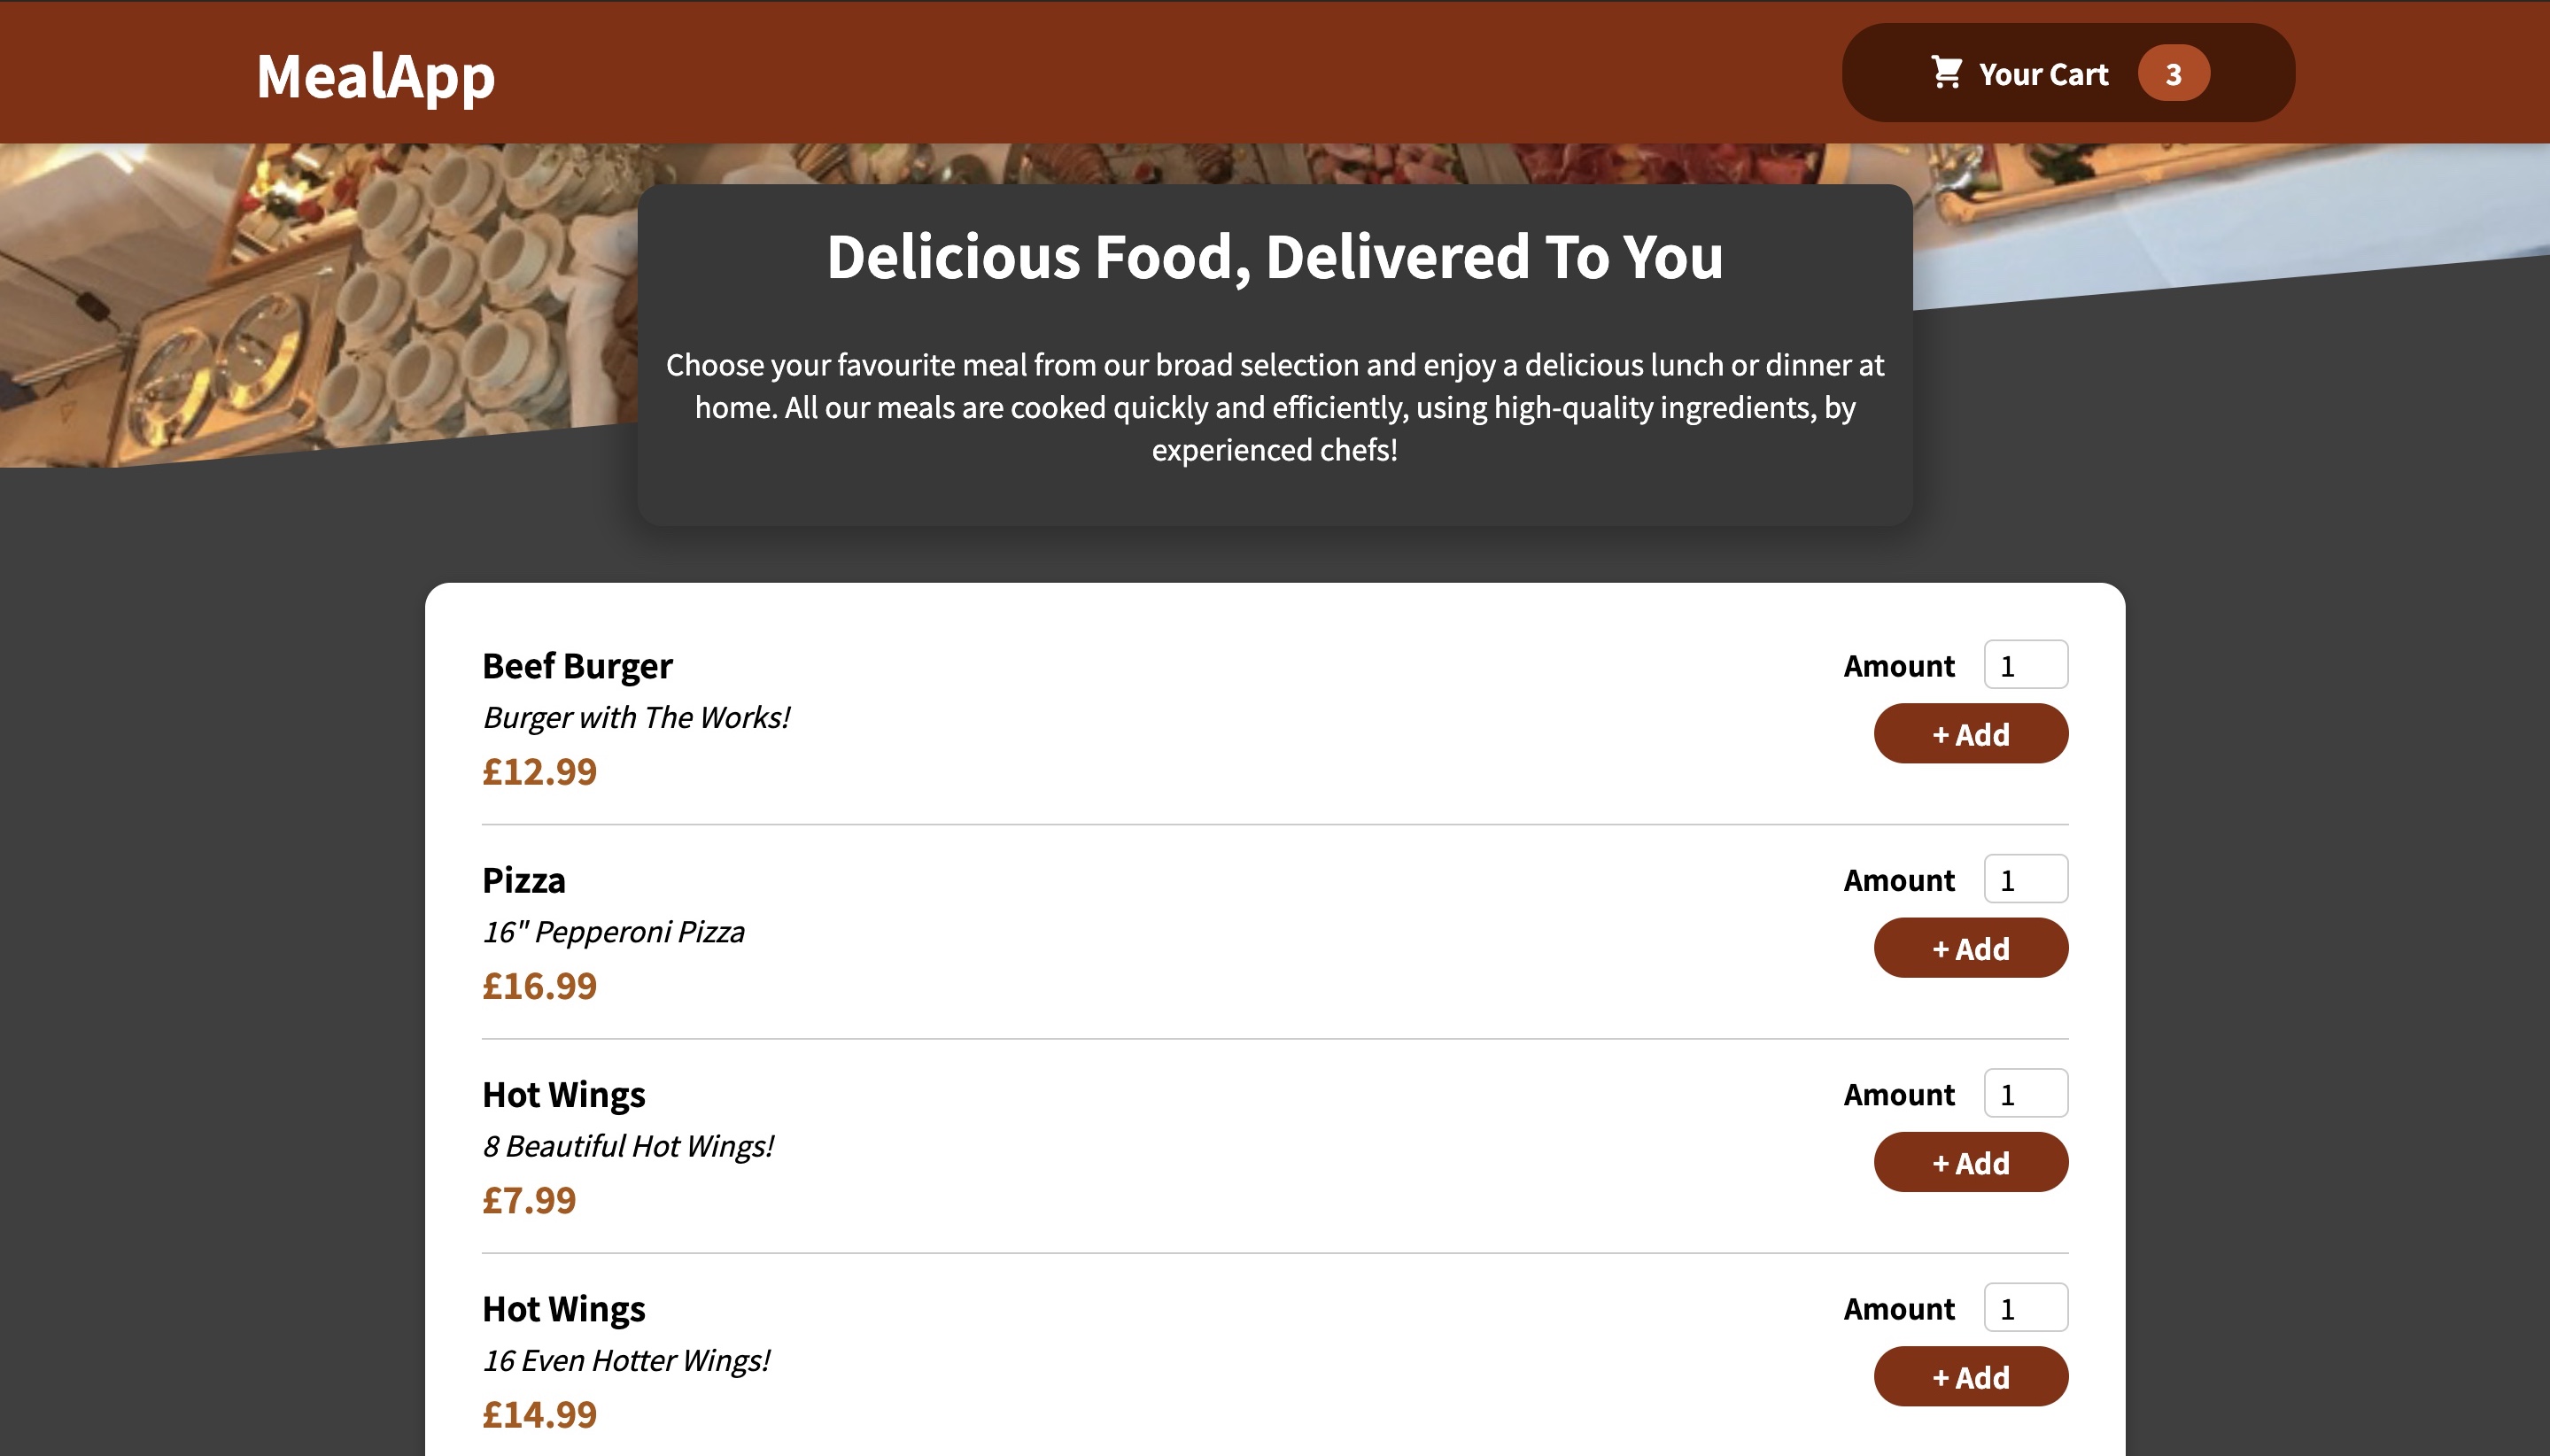 MealApp
Your Cart 3
Delicious Food, Delivered To You
Choose your favourite meal from our broad selection and enjoy a delicious lunch or dinner at
home. All our meals are cooked quickly and efficiently, using high-quality ingredients, by
experienced chefs!
Beef Burger
Burger with The Works!
£12.99
Amount 1
+ Add
Pizza
16" Pepperoni Pizza
£16.99
Amount 1
+ Add
Hot Wings
8 Beautiful Hot Wings!
£7.99
Amount 1
+ Add
Hot Wings
16 Even Hotter Wings!
£14.99
Amount 1
+ Add